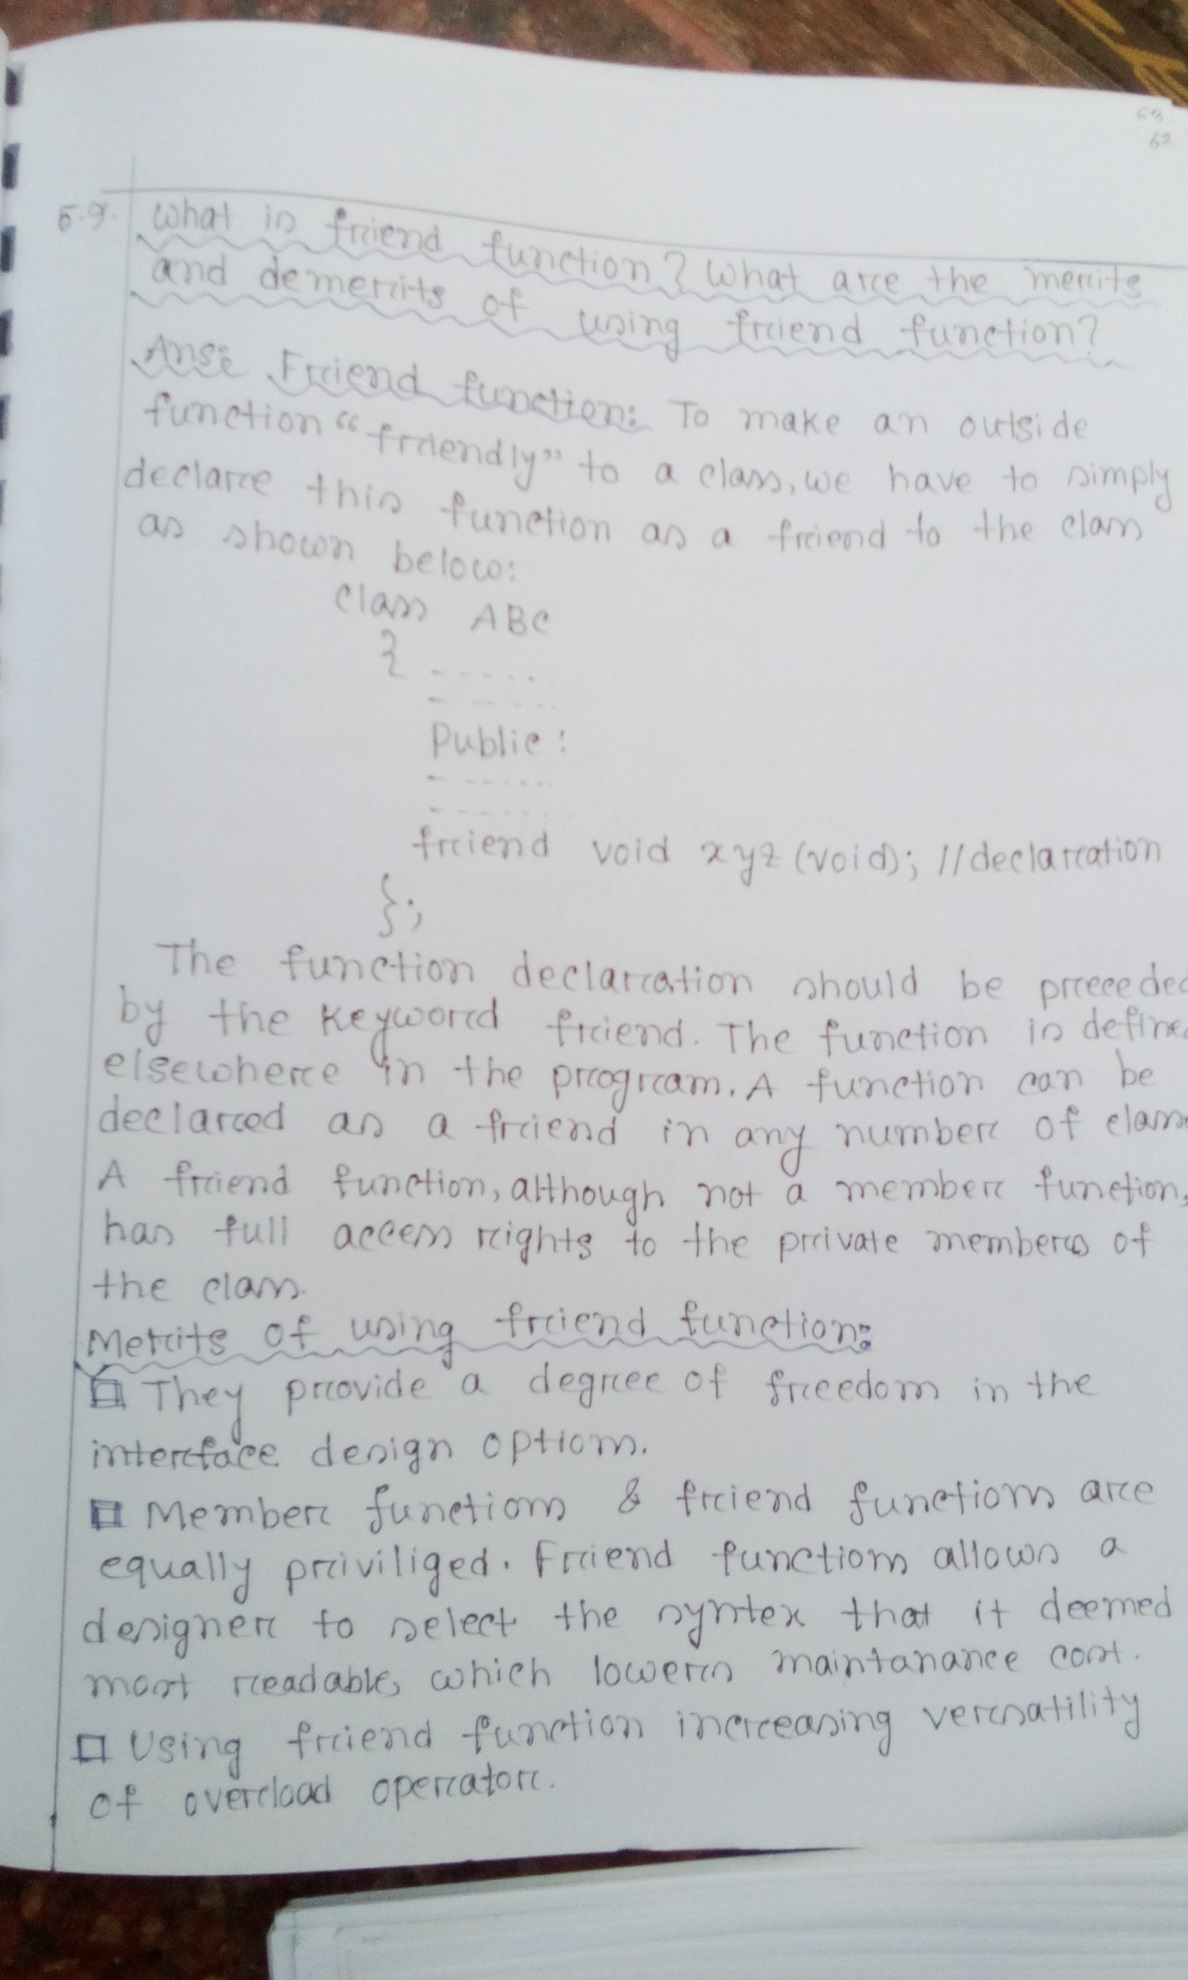 63
62
5.9. What is friend function? What are the merits
and demerits of using friend function?
Ans: Friend function: To make an outside
function "friendly" to a class, we have to simply
declare this function as a friend to the class
as shown below:
class ABC
{ - - - - - -
- - - - - -
Public:
- - - - - -
- - - - - -
friend void xyz (void); //declaration
};
The function declaration should be preceded
by the keyword friend. The function is define
elsewhere in the program. A function can be
declared as a friend in any number of class
A friend function, although not a member function,
has full access rights to the private members of
the class.
Merits of using friend function:
They provide a degree of freedom in the
interface design options.
Member functions & friend functions are
equally priviliged. Friend functions allows a
designer to select the syntex that it deemed
most readable, which lowers maintanance cost.
Using friend function increasing versatility
of overload operator.